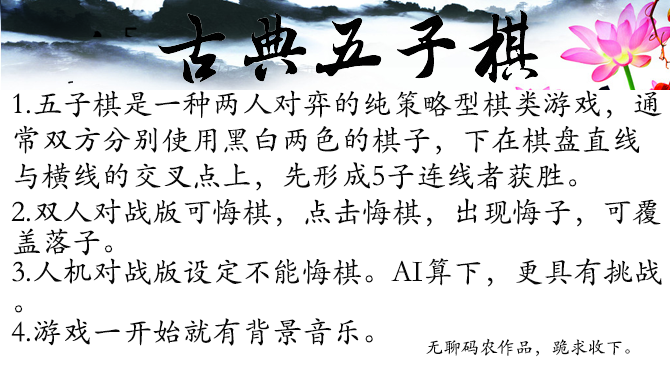 古典五子棋
1.五子棋是一种两人对弈的纯策略型棋类游戏，通
常双方分别使用黑白两色的棋子，下在棋盘直线
与横线的交叉点上，先形成5子连线者获胜。
2.双人对战版可悔棋，点击悔棋，出现悔子，可覆
盖落子。
3.人机对战版设定不能悔棋。AI算下，更具有挑战
。
4.游戏一开始就有背景音乐。
无聊码农作品，跪求收下。